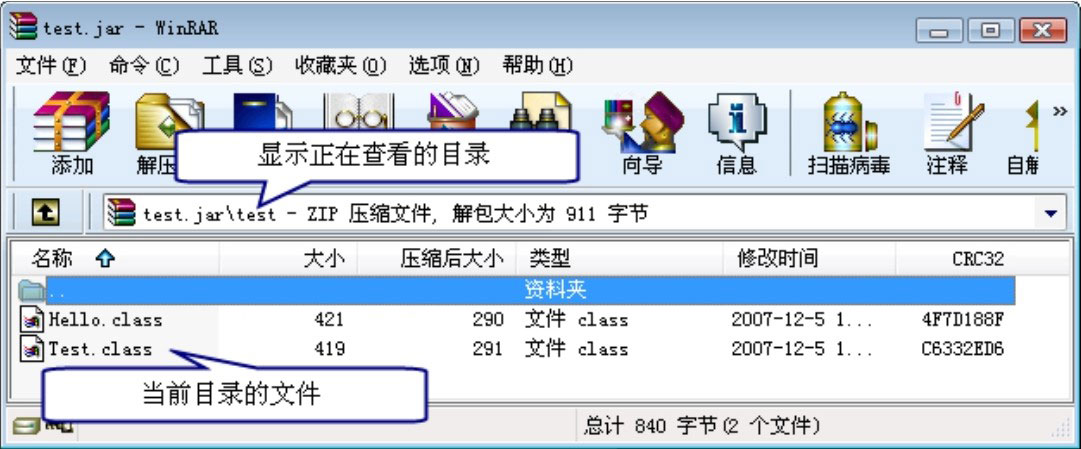 test.jar - WinRAR
文件(F) 命令(C) 工具(S) 收藏夹(O) 选项(N) 帮助(H)
添加 解压 向导 信息 扫描病毒 注释 自解
显示正在查看的目录
test.jar\test - ZIP 压缩文件, 解包大小为 911 字节
名称 大小 压缩后大小 类型 修改时间 CRC32
.. 资料夹
Hello.class 421 290 文件 class 2007-12-5 1... 4F7D188F
Test.class 419 291 文件 class 2007-12-5 1... C6332ED6
当前目录的文件
总计 840 字节(2 个文件)